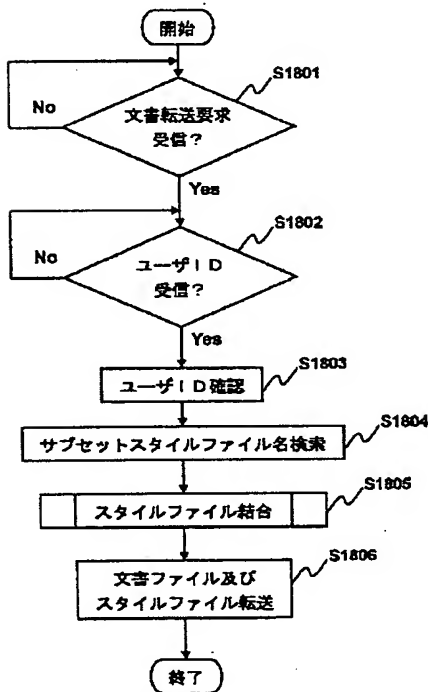 開始
S1801
No
文書転送要求
受信？
Yes
S1802
No
ユーザID
受信？
Yes
S1803
ユーザID確認
S1804
サブセットスタイルファイル名検索
S1805
スタイルファイル結合
S1806
文書ファイル及び
スタイルファイル転送
終了